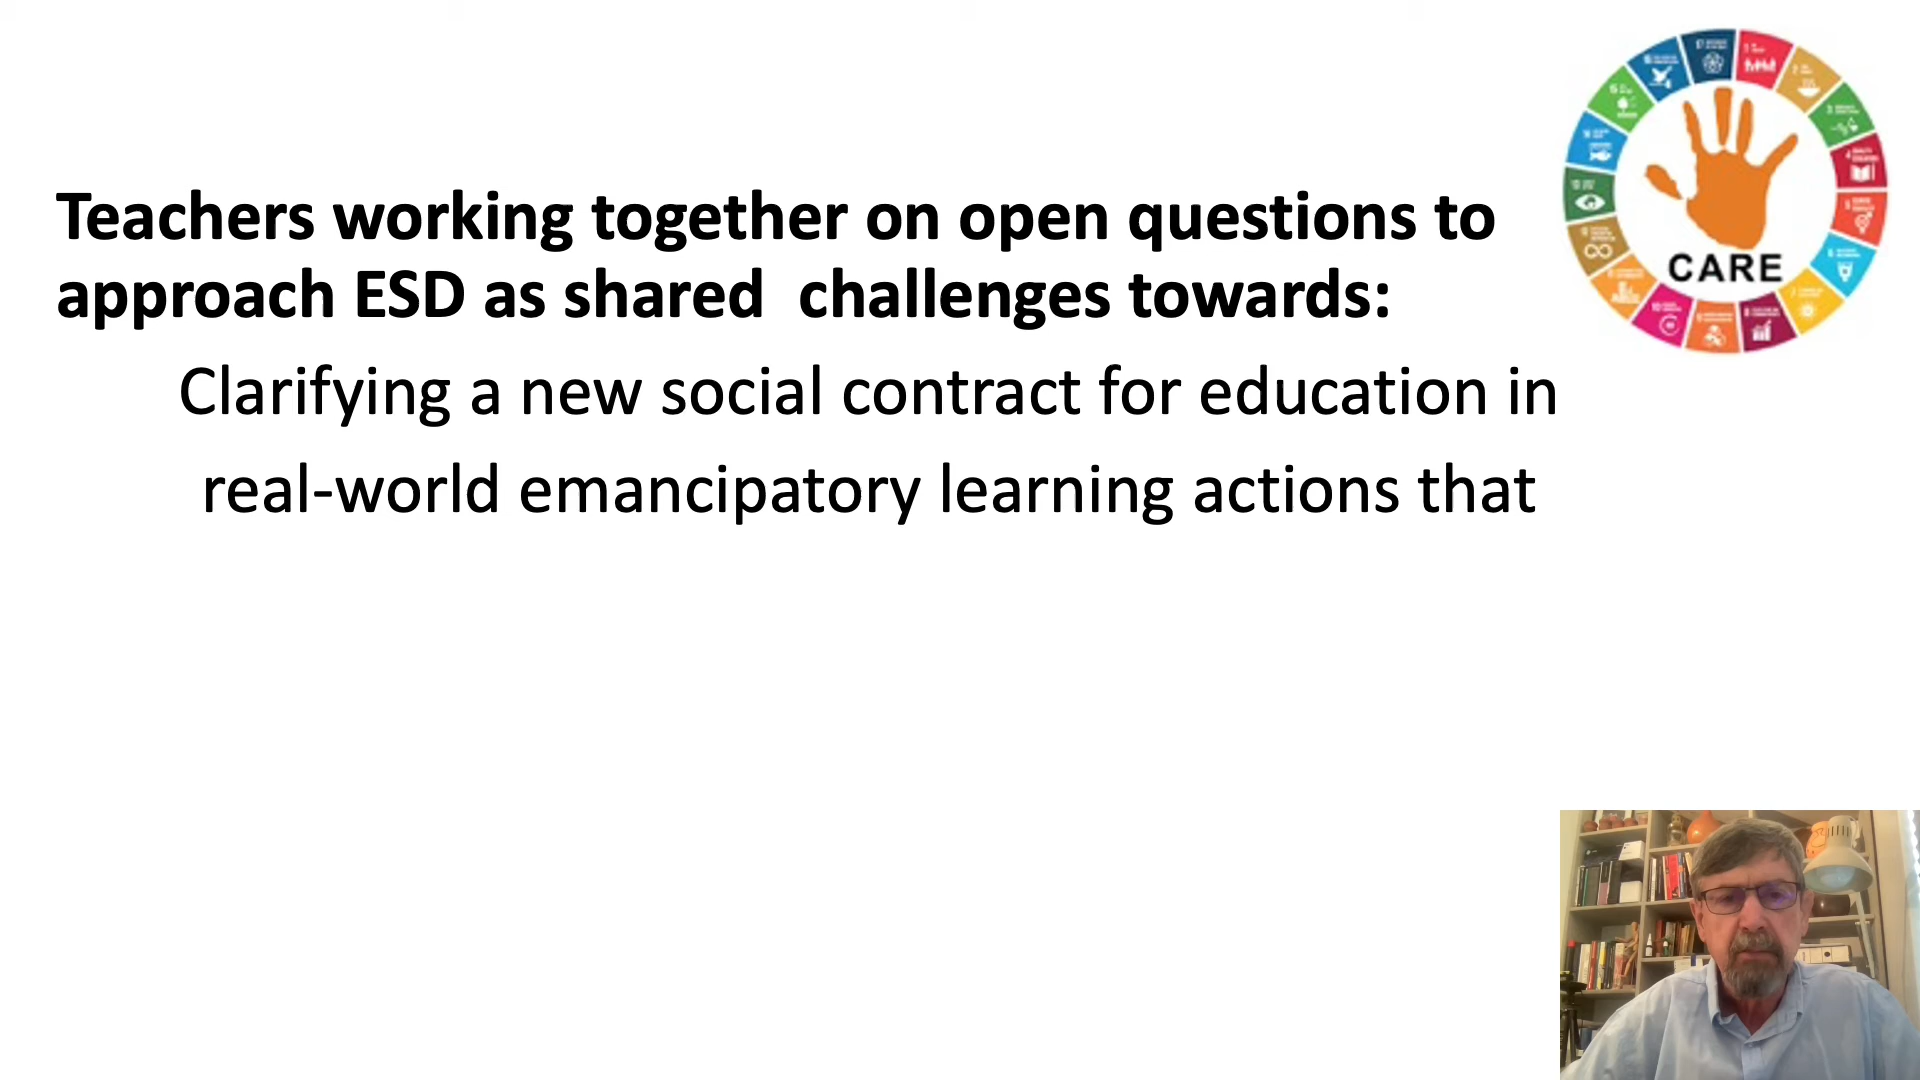 Teachers working together on open questions to
approach ESD as shared  challenges towards:
Clarifying a new social contract for education in
real-world emancipatory learning actions that
CARE